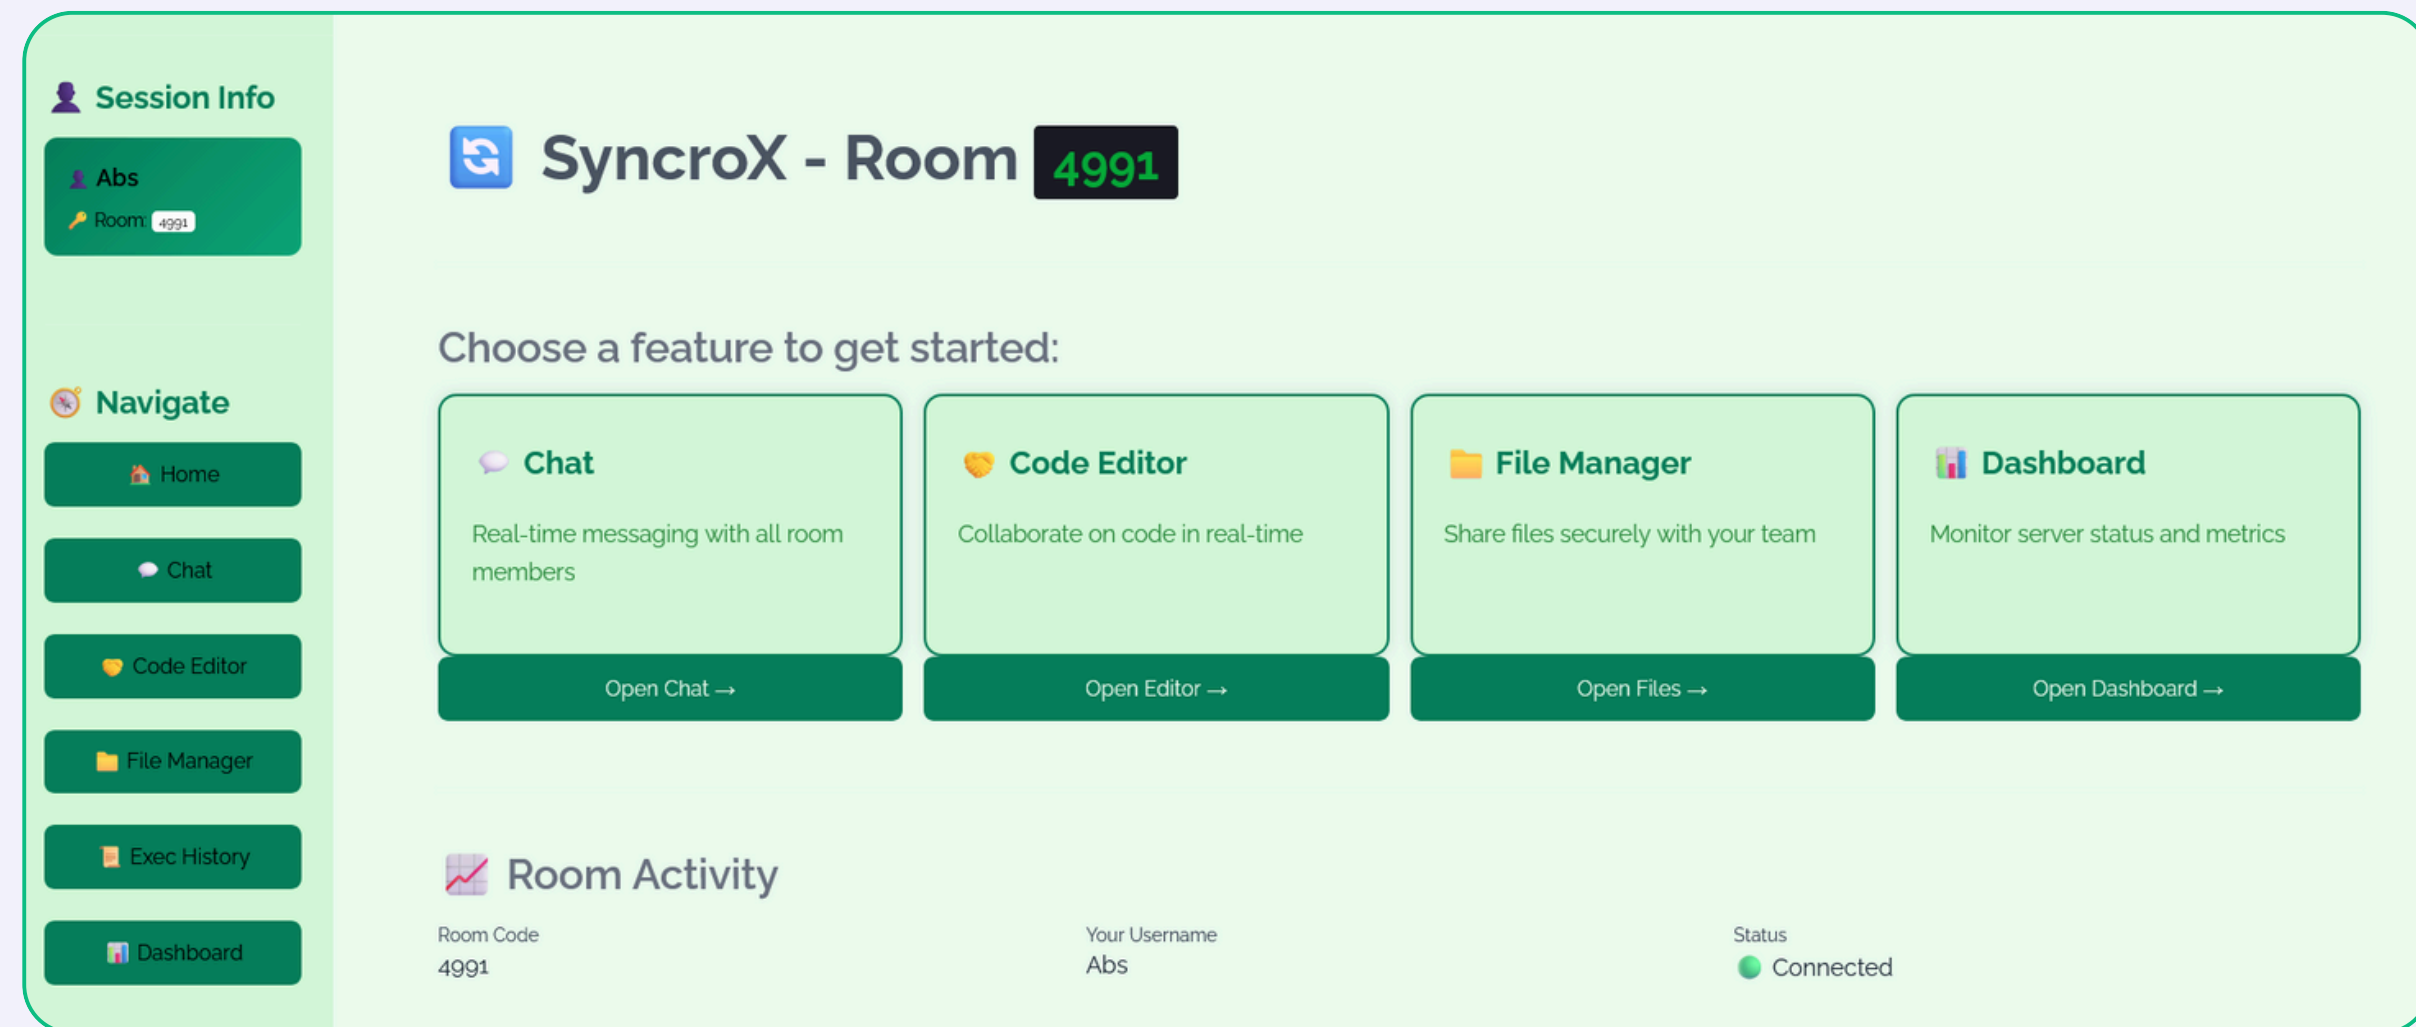 Session Info
Abs
Room: 4991
Navigate
Home
Chat
Code Editor
File Manager
Exec History
Dashboard
SyncroX - Room 4991
Choose a feature to get started:
Chat
Real-time messaging with all room
members
Open Chat →
Code Editor
Collaborate on code in real-time
Open Editor →
File Manager
Share files securely with your team
Open Files →
Dashboard
Monitor server status and metrics
Open Dashboard →
Room Activity
Room Code
4991
Your Username
Abs
Status
Connected